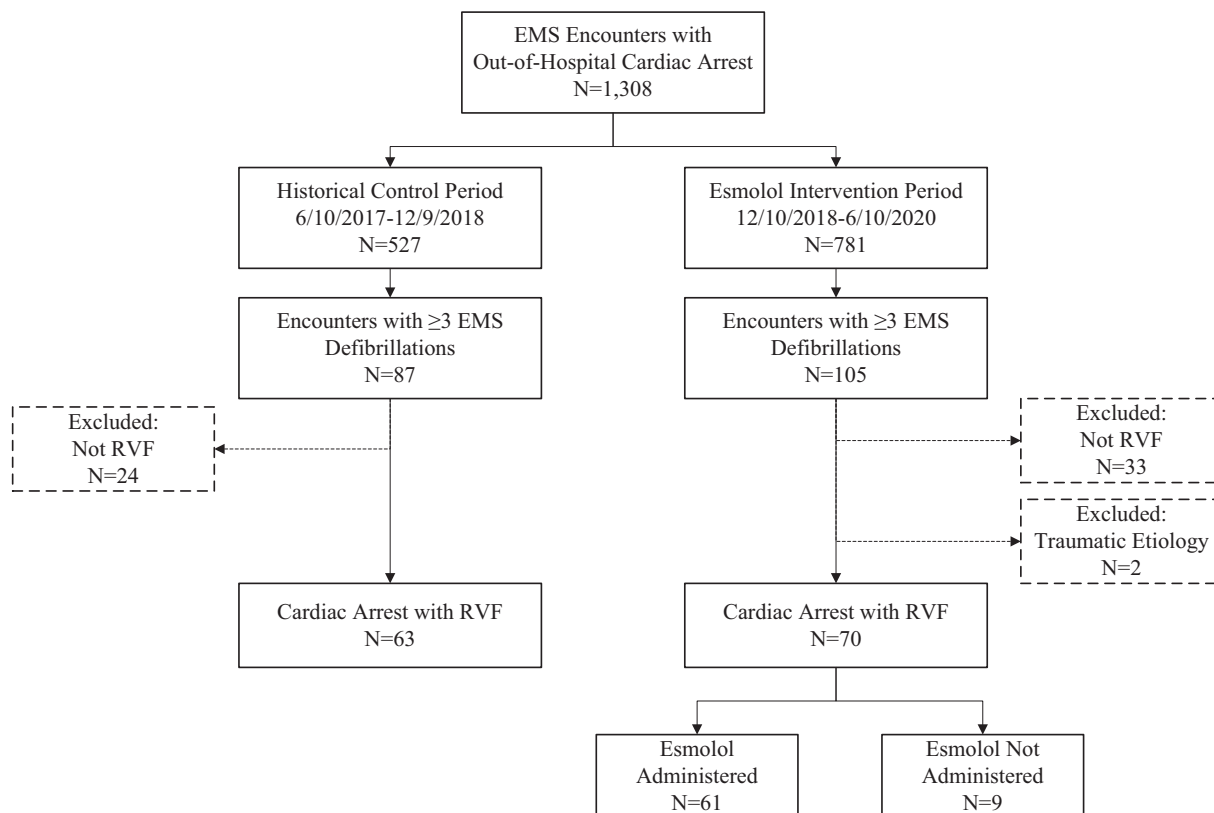 EMS Encounters with
Out-of-Hospital Cardiac Arrest
N=1,308
Historical Control Period
6/10/2017-12/9/2018
N=527
Esmolol Intervention Period
12/10/2018-6/10/2020
N=781
Encounters with ≥3 EMS
Defibrillations
N=87
Encounters with ≥3 EMS
Defibrillations
N=105
Excluded:
Not RVF
N=24
Excluded:
Not RVF
N=33
Excluded:
Traumatic Etiology
N=2
Cardiac Arrest with RVF
N=63
Cardiac Arrest with RVF
N=70
Esmolol
Administered
N=61
Esmolol Not
Administered
N=9